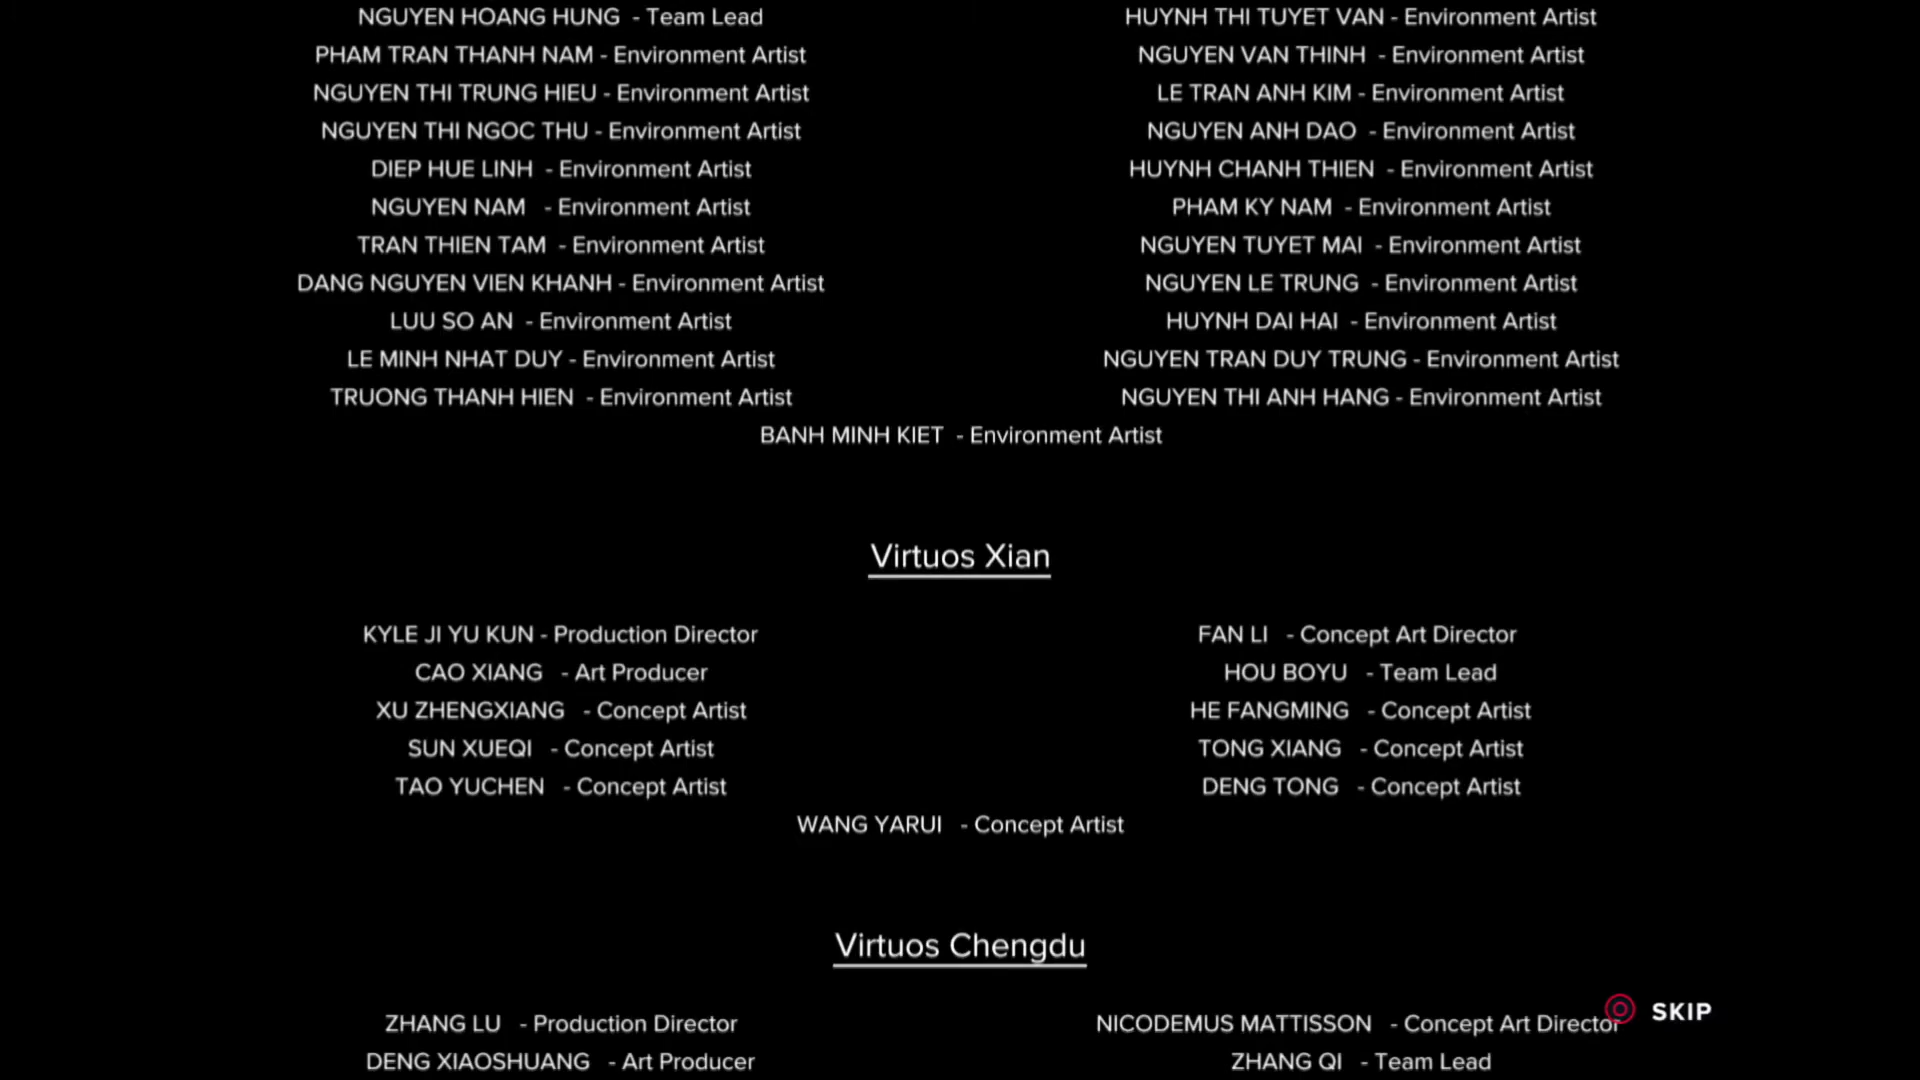 NGUYEN HOANG HUNG - Team Lead HUYNH THI TUYET VAN - Environment Artist
PHAM TRAN THANH NAM - Environment Artist NGUYEN VAN THINH - Environment Artist
NGUYEN THI TRUNG HIEU - Environment Artist LE TRAN ANH KIM - Environment Artist
NGUYEN THI NGOC THU - Environment Artist NGUYEN ANH DAO - Environment Artist
DIEP HUE LINH - Environment Artist HUYNH CHANH THIEN - Environment Artist
NGUYEN NAM - Environment Artist PHAM KY NAM - Environment Artist
TRAN THIEN TAM - Environment Artist NGUYEN TUYET MAI - Environment Artist
DANG NGUYEN VIEN KHANH - Environment Artist NGUYEN LE TRUNG - Environment Artist
LUU SO AN - Environment Artist HUYNH DAI HAI - Environment Artist
LE MINH NHAT DUY - Environment Artist NGUYEN TRAN DUY TRUNG - Environment Artist
TRUONG THANH HIEN - Environment Artist NGUYEN THI ANH HANG - Environment Artist
BANH MINH KIET - Environment Artist
Virtuos Xian
KYLE JI YU KUN - Production Director FAN LI - Concept Art Director
CAO XIANG - Art Producer HOU BOYU - Team Lead
XU ZHENGXIANG - Concept Artist HE FANGMING - Concept Artist
SUN XUEQI - Concept Artist TONG XIANG - Concept Artist
TAO YUCHEN - Concept Artist DENG TONG - Concept Artist
WANG YARUI - Concept Artist
Virtuos Chengdu
ZHANG LU - Production Director NICODEMUS MATTISSON - Concept Art Director
SKIP
DENG XIAOSHUANG - Art Producer ZHANG QI - Team Lead